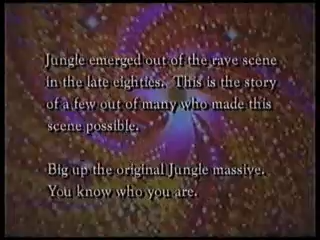 Jungle emerged out of the rave scene
in the late eighties. This is the story
of a few out of many who made this
scene possible.
Big up the original Jungle massive.
You know who you are.